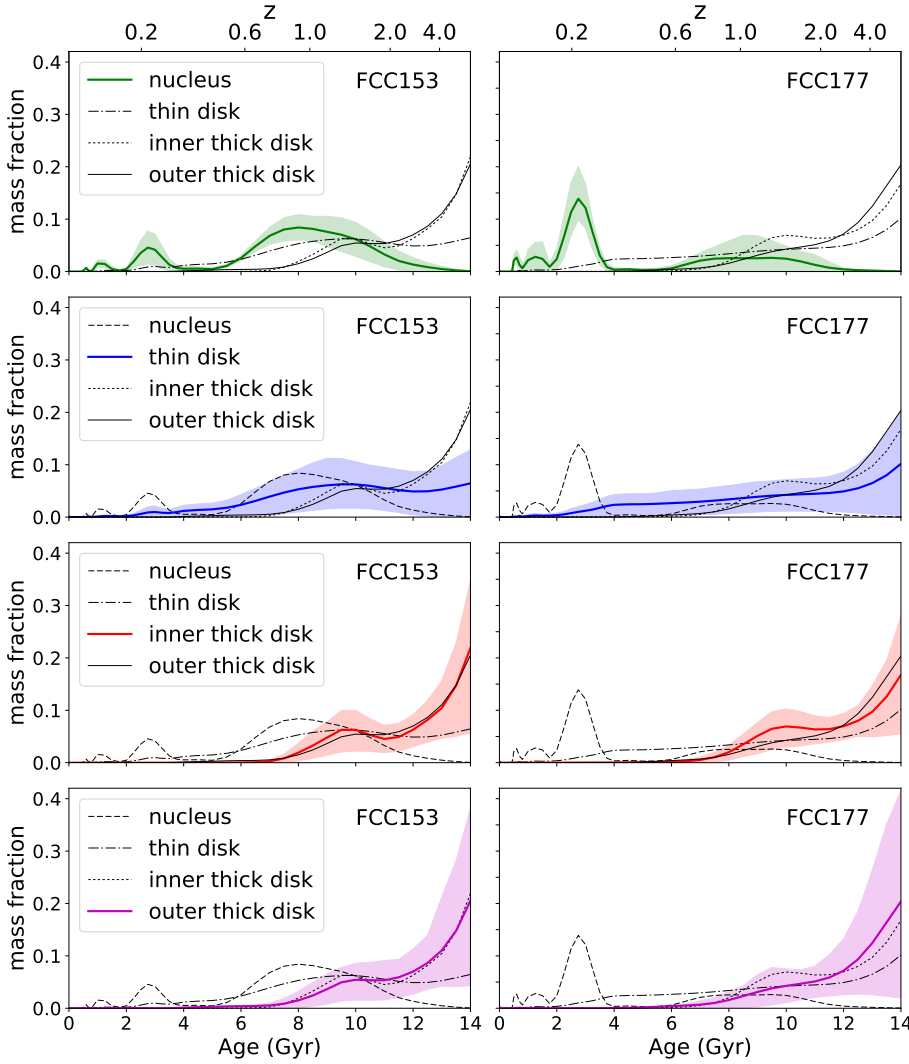 z
z
0.2 0.6 1.0 2.0 4.0
0.2 0.6 1.0 2.0 4.0
mass fraction
0.4
0.3
0.2
0.1
0.0
nucleus
thin disk
inner thick disk
outer thick disk
FCC153
FCC177
mass fraction
0.4
0.3
0.2
0.1
0.0
nucleus
thin disk
inner thick disk
outer thick disk
FCC153
FCC177
mass fraction
0.4
0.3
0.2
0.1
0.0
nucleus
thin disk
inner thick disk
outer thick disk
FCC153
FCC177
mass fraction
0.4
0.3
0.2
0.1
0.0
nucleus
thin disk
inner thick disk
outer thick disk
FCC153
FCC177
0 2 4 6 8 10 12 14
0 2 4 6 8 10 12 14
Age (Gyr)
Age (Gyr)